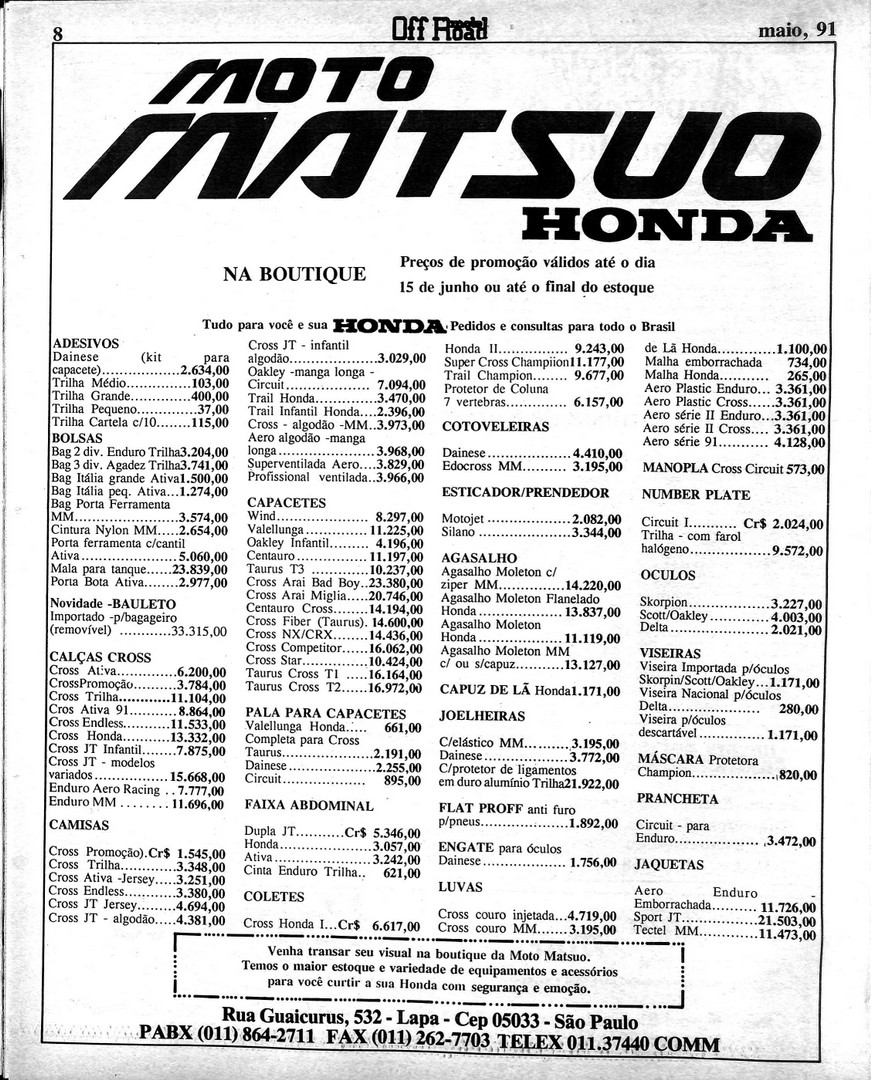 8
Off Road
maio, 91
MOTO
MATSUO
HONDA
NA BOUTIQUE
Preços de promoção válidos até o dia
15 de junho ou até o final do estoque
Tudo para você e sua HONDA. Pedidos e consultas para todo o Brasil
ADESIVOS
Dainese (kit para
capacete)..................2.634,00
Trilha Médio...............103,00
Trilha Grande..............400,00
Trilha Pequeno..............37,00
Trilha Cartela c/10........115,00
BOLSAS
Bag 2 div. Enduro Trilha3.204,00
Bag 3 div. Agadez Trilha3.741,00
Bag Itália grande Ativa1.500,00
Bag Itália peq. Ativa...1.274,00
Bag Porta Ferramenta
MM.....................3.574,00
Cintura Nylon MM.....2.654,00
Porta ferramenta c/cantil
Ativa....................5.060,00
Mala para tanque......23.839,00
Porta Bota Ativa.......2.977,00
Novidade -BAULETO
Importado -p/bagageiro
(removível) ............33.315,00
CALÇAS CROSS
Cross Ativa...............6.200,00
CrossPromoção..........3.784,00
Cross Trilha.............11.104,00
Cros Ativa 91............8.864,00
Cross Endless...........11.533,00
Cross Honda............13.332,00
Cross JT Infantil........7.875,00
Cross JT - modelos
variados................15.668,00
Enduro Aero Racing ..7.777,00
Enduro MM ........11.696,00
CAMISAS
Cross Promoção).Cr$ 1.545,00
Cross Trilha.............3.348,00
Cross Ativa -Jersey....3.251,00
Cross Endless...........3.380,00
Cross JT Jersey.........4.694,00
Cross JT - algodão.....4.381,00
Cross JT - infantil
algodão..................3.029,00
Oakley -manga longa -
Circuit..................7.094,00
Trail Honda.............3.470,00
Trail Infantil Honda...2.396,00
Cross - algodão -MM..3.973,00
Aero algodão -manga
longa....................3.968,00
Superventilada Aero....3.829,00
Profissional ventilada..3.966,00
CAPACETES
Wind....................8.297,00
Valellunga..............11.225,00
Oakley Infantil........ 4.196,00
Centauro...............11.197,00
Taurus T3 .............10.237,00
Cross Arai Bad Boy..23.380,00
Cross Arai Miglia....20.746,00
Centauro Cross........14.194,00
Cross Fiber (Taurus). 14.600,00
Cross NX/CRX.......14.436,00
Cross Competitor.....16.062,00
Cross Star..............10.424,00
Taurus Cross T1 .....16.164,00
Taurus Cross T2......16.972,00
PALA PARA CAPACETES
Valellunga Honda..... 661,00
Completa para Cross
Taurus..................2.191,00
Dainese.................2.255,00
Circuit................. 895,00
FAIXA ABDOMINAL
Dupla JT..........Cr$ 5.346,00
Honda...................3.057,00
Ativa....................3.242,00
Cinta Enduro Trilha.. 621,00
COLETES
Cross Honda I...Cr$ 6.617,00
Honda II............ 9.243,00
Super Cross Champiion11.177,00
Trail Champion........ 9.677,00
Protetor de Coluna
7 vertebras............. 6.157,00
COTOVELEIRAS
Dainese..................4.410,00
Edocross MM........... 3.195,00
ESTICADOR/PRENDEDOR
Motojet ..................2.082,00
Silano ....................3.344,00
AGASALHO
Agasalho Moleton c/
ziper MM...............14.220,00
Agasalho Moleton Flanelado
Honda .................. 13.837,00
Agasalho Moleton
Honda ...................11.119,00
Agasalho Moleton MM
c/ ou s/capuz...........13.127,00
CAPUZ DE LÃ Honda1.171,00
JOELHEIRAS
C/elástico MM...........3.195,00
Dainese...................3.772,00
C/protetor de ligamentos
em duro alumínio Trilha21.922,00
FLAT PROFF anti furo
p/pneus....................1.892,00
ENGATE para óculos
Dainese................. 1.756,00
LUVAS
Cross couro injetada...4.719,00
Cross couro MM.......3.195,00
de Lã Honda.............1.100,00
Malha emborrachada 734,00
Malha Honda........... 265,00
Aero Plastic Enduro... 3.361,00
Aero Plastic Cross.....3.361,00
Aero série II Enduro...3.361,00
Aero série II Cross.... 3.361,00
Aero série 91............ 4.128,00
MANOPLA Cross Circuit 573,00
NUMBER PLATE
Circuit I.......... Cr$ 2.024,00
Trilha - com farol
halógeno.................9.572,00
OCULOS
Skorpion.................3.227,00
Scott/Oakley............ 4.003,00
Delta.....................2.021,00
VISEIRAS
Viseira Importada p/óculos
Skorpin/Scott/Oakley...1.171,00
Viseira Nacional p/óculos
Delta................... 280,00
Viseira p/óculos
descartável ..............1.171,00
MÁSCARA Protetora
Champion................820,00
PRANCHETA
Circuit - para
Enduro..................3.472,00
JAQUETAS
Aero Enduro
Emborrachada.......... 11.726,00
Sport JT.................21.503,00
Tectel MM...............11.473,00
Venha transar seu visual na boutique da Moto Matsuo.
Temos o maior estoque e variedade de equipamentos e acessórios
para você curtir a sua Honda com segurança e emoção.
Rua Guaicurus, 532 - Lapa - Cep 05033 - São Paulo
PABX (011) 864-2711 FAX (011) 262-7703 TELEX 011.37440 COMM